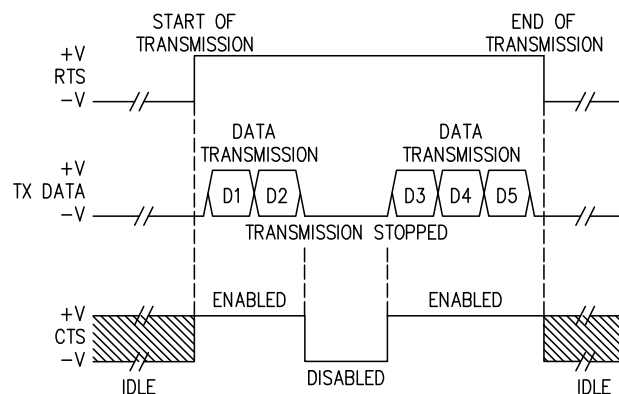 START OF
TRANSMISSION
END OF
TRANSMISSION
+V
RTS
−V
DATA
TRANSMISSION
DATA
TRANSMISSION
+V
TX DATA
−V
D1 D2 D3 D4 D5
TRANSMISSION STOPPED
+V
CTS
−V
ENABLED
ENABLED
IDLE
DISABLED
IDLE